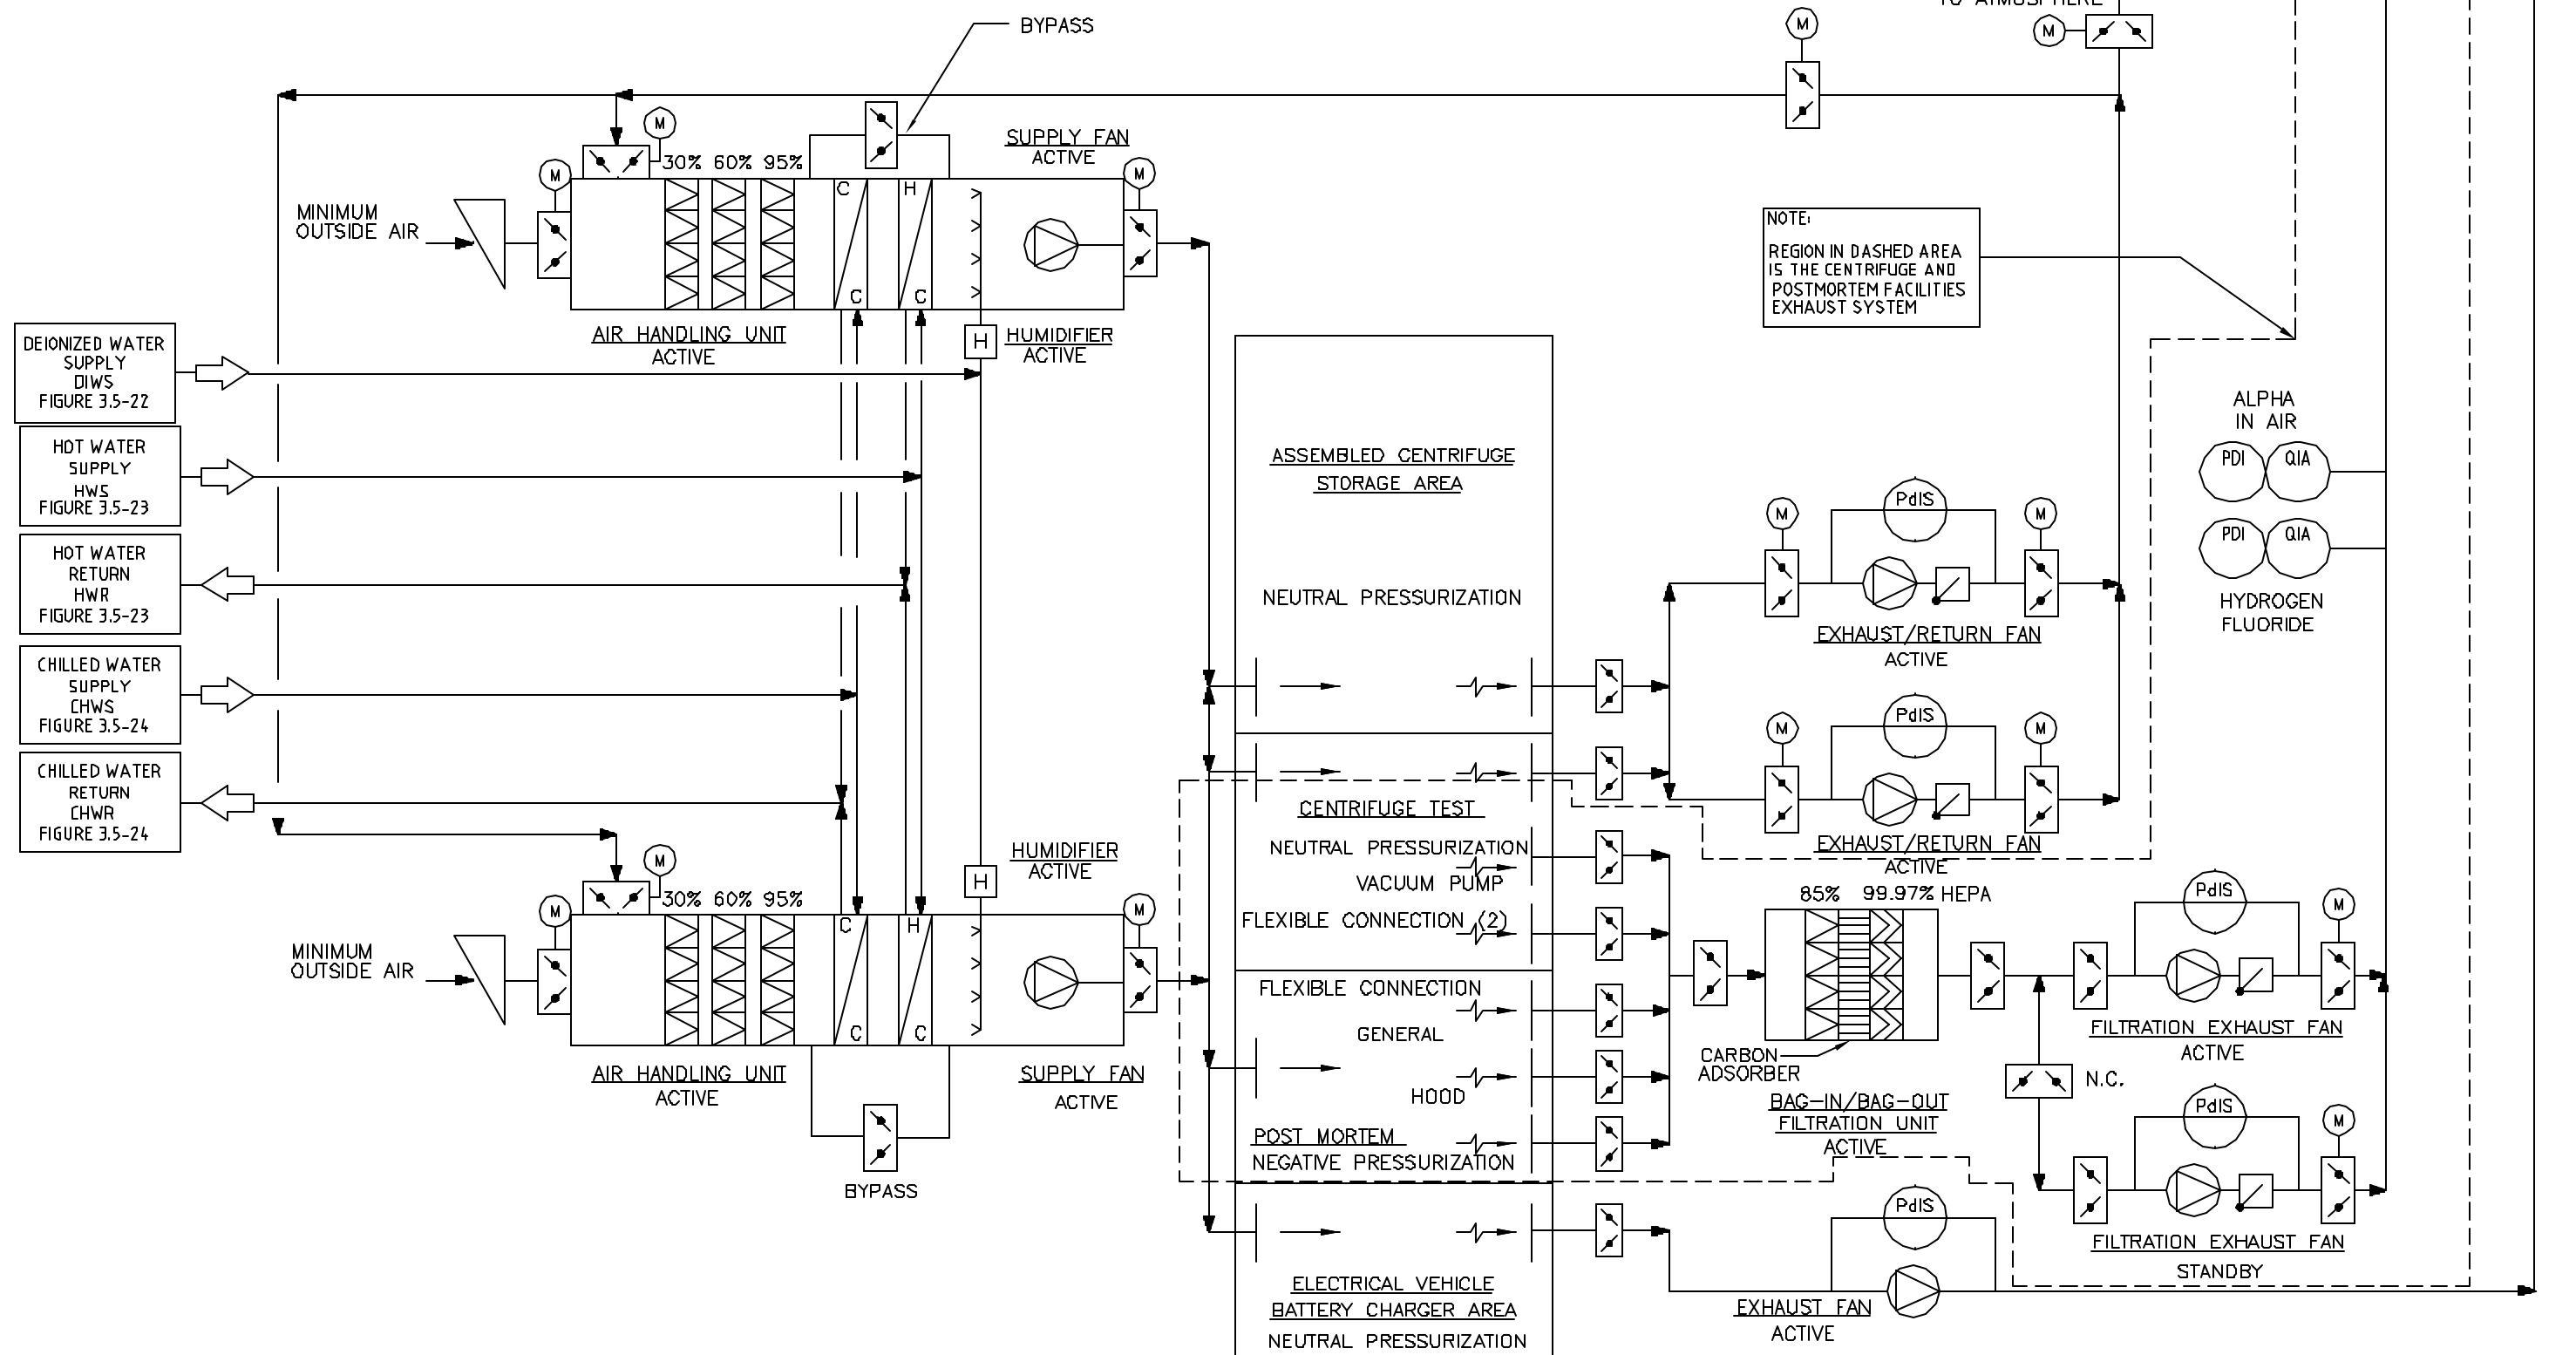 TO ATMOSPHERE
M
M
BYPASS
M
SUPPLY FAN
ACTIVE
30% 60% 95%
M
M
C
H
MINIMUM
OUTSIDE AIR
C
C
NOTE:
REGION IN DASHED AREA
IS THE CENTRIFUGE AND
POSTMORTEM FACILITIES
EXHAUST SYSTEM
AIR HANDLING UNIT
ACTIVE
H
HUMIDIFIER
ACTIVE
DEIONIZED WATER
SUPPLY
DIWS
FIGURE 3.5-22
HOT WATER
SUPPLY
HWS
FIGURE 3.5-23
HOT WATER
RETURN
HWR
FIGURE 3.5-23
CHILLED WATER
SUPPLY
CHWS
FIGURE 3.5-24
CHILLED WATER
RETURN
CHWR
FIGURE 3.5-24
ASSEMBLED CENTRIFUGE
STORAGE AREA
NEUTRAL PRESSURIZATION
ALPHA
IN AIR
PDI
QIA
PDI
QIA
HYDROGEN
FLUORIDE
M
PdIS
M
EXHAUST/RETURN FAN
ACTIVE
M
PdIS
M
EXHAUST/RETURN FAN
ACTIVE
CENTRIFUGE TEST
NEUTRAL PRESSURIZATION
VACUUM PUMP
FLEXIBLE CONNECTION (2)
FLEXIBLE CONNECTION
GENERAL
HOOD
POST MORTEM
NEGATIVE PRESSURIZATION
HUMIDIFIER
ACTIVE
H
M
30% 60% 95%
M
M
C
H
MINIMUM
OUTSIDE AIR
C
C
AIR HANDLING UNIT
ACTIVE
SUPPLY FAN
ACTIVE
BYPASS
85%
99.97% HEPA
CARBON
ADSORBER
BAG-IN/BAG-OUT
FILTRATION UNIT
ACTIVE
PdIS
M
FILTRATION EXHAUST FAN
ACTIVE
N.C.
PdIS
M
FILTRATION EXHAUST FAN
STANDBY
PdIS
EXHAUST FAN
ACTIVE
ELECTRICAL VEHICLE
BATTERY CHARGER AREA
NEUTRAL PRESSURIZATION